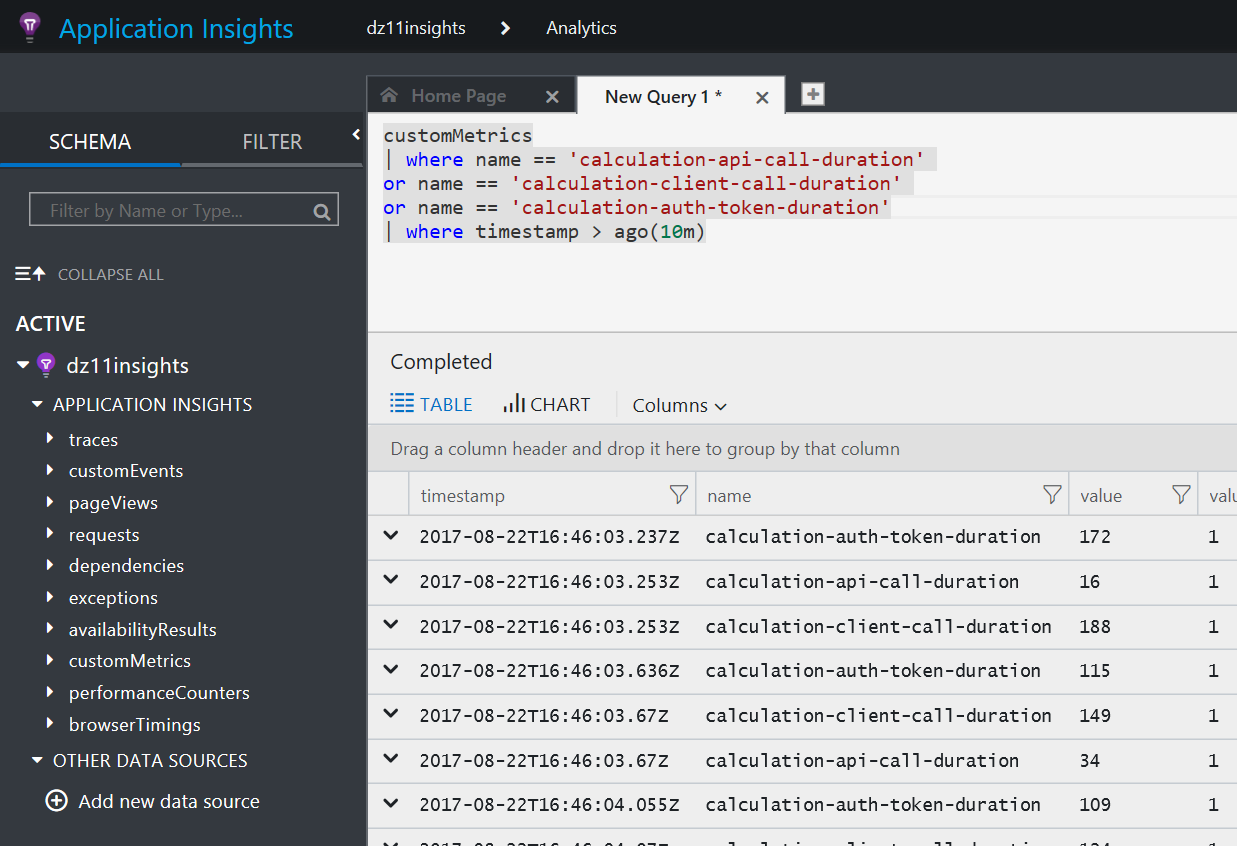 Application Insights
dz11insights
Analytics
Home Page
New Query 1 *
SCHEMA
FILTER
Filter by Name or Type...
COLLAPSE ALL
ACTIVE
dz11insights
APPLICATION INSIGHTS
traces
customEvents
pageViews
requests
dependencies
exceptions
availabilityResults
customMetrics
performanceCounters
browserTimings
OTHER DATA SOURCES
Add new data source
customMetrics
| where name == 'calculation-api-call-duration'
or name == 'calculation-client-call-duration'
or name == 'calculation-auth-token-duration'
| where timestamp > ago(10m)
Completed
TABLE CHART Columns
Drag a column header and drop it here to group by that column
timestamp name value valu
2017-08-22T16:46:03.237Z calculation-auth-token-duration 172 1
2017-08-22T16:46:03.253Z calculation-api-call-duration 16 1
2017-08-22T16:46:03.253Z calculation-client-call-duration 188 1
2017-08-22T16:46:03.636Z calculation-auth-token-duration 115 1
2017-08-22T16:46:03.67Z calculation-client-call-duration 149 1
2017-08-22T16:46:03.67Z calculation-api-call-duration 34 1
2017-08-22T16:46:04.055Z calculation-auth-token-duration 109 1